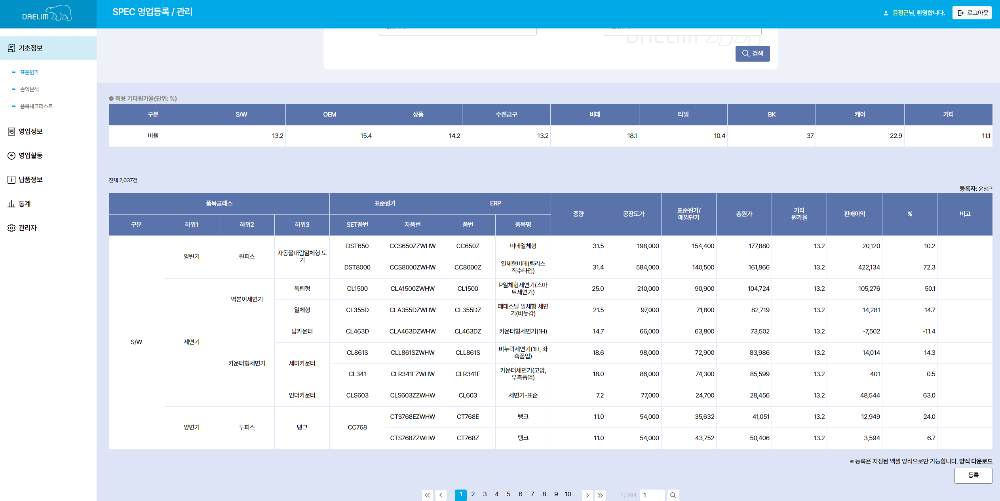 DAELIM
SPEC 영업등록 / 관리
윤정근님, 환영합니다.
로그아웃
기초정보
표준원가
손익분석
품목체크리스트
영업정보
영업활동
납품정보
통계
관리자
DAELIM
검색
● 적용 기타원가율(단위: %)
구분 S/W OEM 상품 수전금구 비데 타일 BK 케어 기타
비율 13.2 15.4 14.2 13.2 18.1 10.4 37 22.9 11.1
전체 2,037건
등록자: 윤정근
품목클래스 표준원가 ERP 중량 공장도가 표준원가/ 매입단가 총원가 기타 원가율 판매이익 % 비고
구분 하위1 하위2 하위3 SET품번 자품번 품번 품목명
S/W 양변기 원피스 자동물내림일체형 도기 DST650 CCS650ZZWHW CC650Z 비데일체형 31.5 198,000 154,400 177,880 13.2 20,120 10.2
DST8000 CCS8000ZWHW CC8000Z 일체형비데(림리스 직수타입) 31.4 584,000 140,500 161,866 13.2 422,134 72.3
세면기 벽붙이세면기 독립형 CL1500 CLA1500ZWHW CL1500 P일체형세면기(스마트세면기) 25.0 210,000 90,900 104,724 13.2 105,276 50.1
일체형 CL355D CLA355DZWHW CL355DZ 페데스탈 일체형 세면기(비눗갑) 21.5 97,000 71,800 82,719 13.2 14,281 14.7
카운터형세면기 탑카운터 CL463D CLA463DZWHW CL463DZ 카운터형세면기(1H) 14.7 66,000 63,800 73,502 13.2 -7,502 -11.4
세미카운터 CL861S CLL861SZWHW CLL861S 비누곽세면기(1H, 좌측폽업) 18.6 98,000 72,900 83,986 13.2 14,014 14.3
CL341 CLR341EZWHW CLR341E 카운터세면기(고압, 우측폽업) 18.0 86,000 74,300 85,599 13.2 401 0.5
언더카운터 CLS603 CLS603ZZWHW CL603 세면기-표준 7.2 77,000 24,700 28,456 13.2 48,544 63.0
양변기 투피스 탱크 CC768 CTS768EZWHW CT768E 탱크 11.0 54,000 35,632 41,051 13.2 12,949 24.0
CTS768ZZWHW CT768Z 탱크 11.0 54,000 43,752 50,406 13.2 3,594 6.7
※ 등록은 지정된 엑셀 양식으로만 가능합니다. 양식 다운로드
등록
1 2 3 4 5 6 7 8 9 10 1 / 204 1